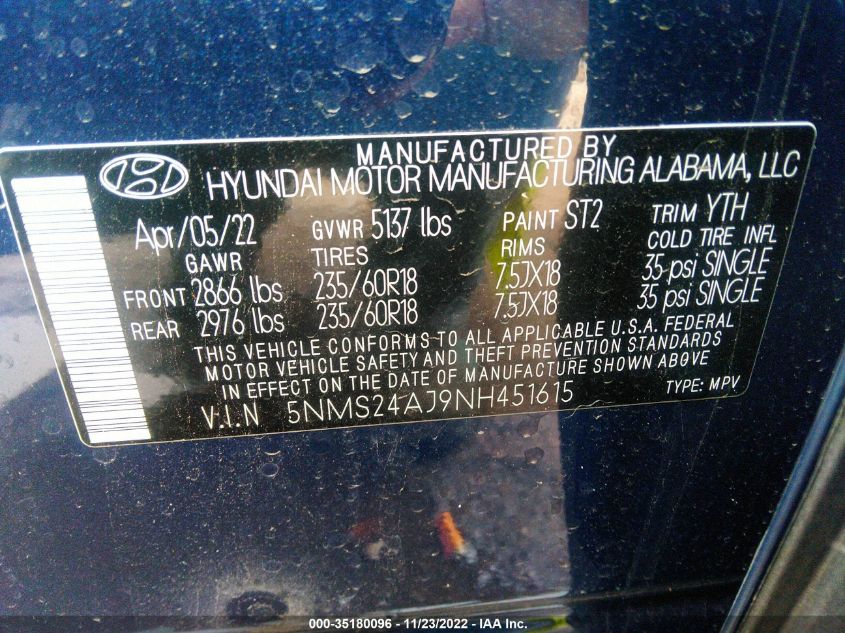 MANUFACTURED BY
HYUNDAI MOTOR MANUFACTURING ALABAMA, LLC
Apr/05/22 GVWR 5137 lbs PAINT ST2 TRIM YTH
GAWR TIRES RIMS COLD TIRE INFL
FRONT 2866 lbs 235/60R18 7.5JX18 35 psi SINGLE
REAR 2976 lbs 235/60R18 7.5JX18 35 psi SINGLE
THIS VEHICLE CONFORMS TO ALL APPLICABLE U.S.A. FEDERAL
MOTOR VEHICLE SAFETY AND THEFT PREVENTION STANDARDS
IN EFFECT ON THE DATE OF MANUFACTURE SHOWN ABOVE
V.I.N 5NMS24AJ9NH451615 TYPE: MPV
000-35180096 - 11/23/2022 - IAA Inc.